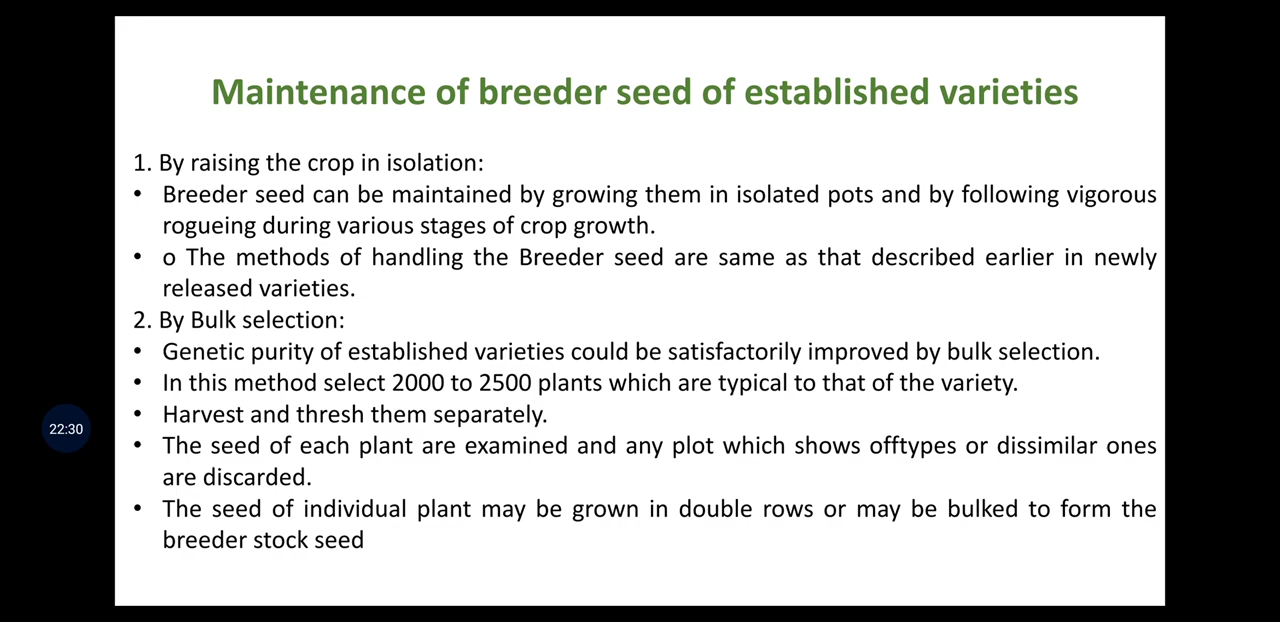 Maintenance of breeder seed of established varieties
1. By raising the crop in isolation:
• Breeder seed can be maintained by growing them in isolated pots and by following vigorous
rogueing during various stages of crop growth.
• o The methods of handling the Breeder seed are same as that described earlier in newly
released varieties.
2. By Bulk selection:
• Genetic purity of established varieties could be satisfactorily improved by bulk selection.
• In this method select 2000 to 2500 plants which are typical to that of the variety.
• Harvest and thresh them separately.
22:30
• The seed of each plant are examined and any plot which shows offtypes or dissimilar ones
are discarded.
• The seed of individual plant may be grown in double rows or may be bulked to form the
breeder stock seed